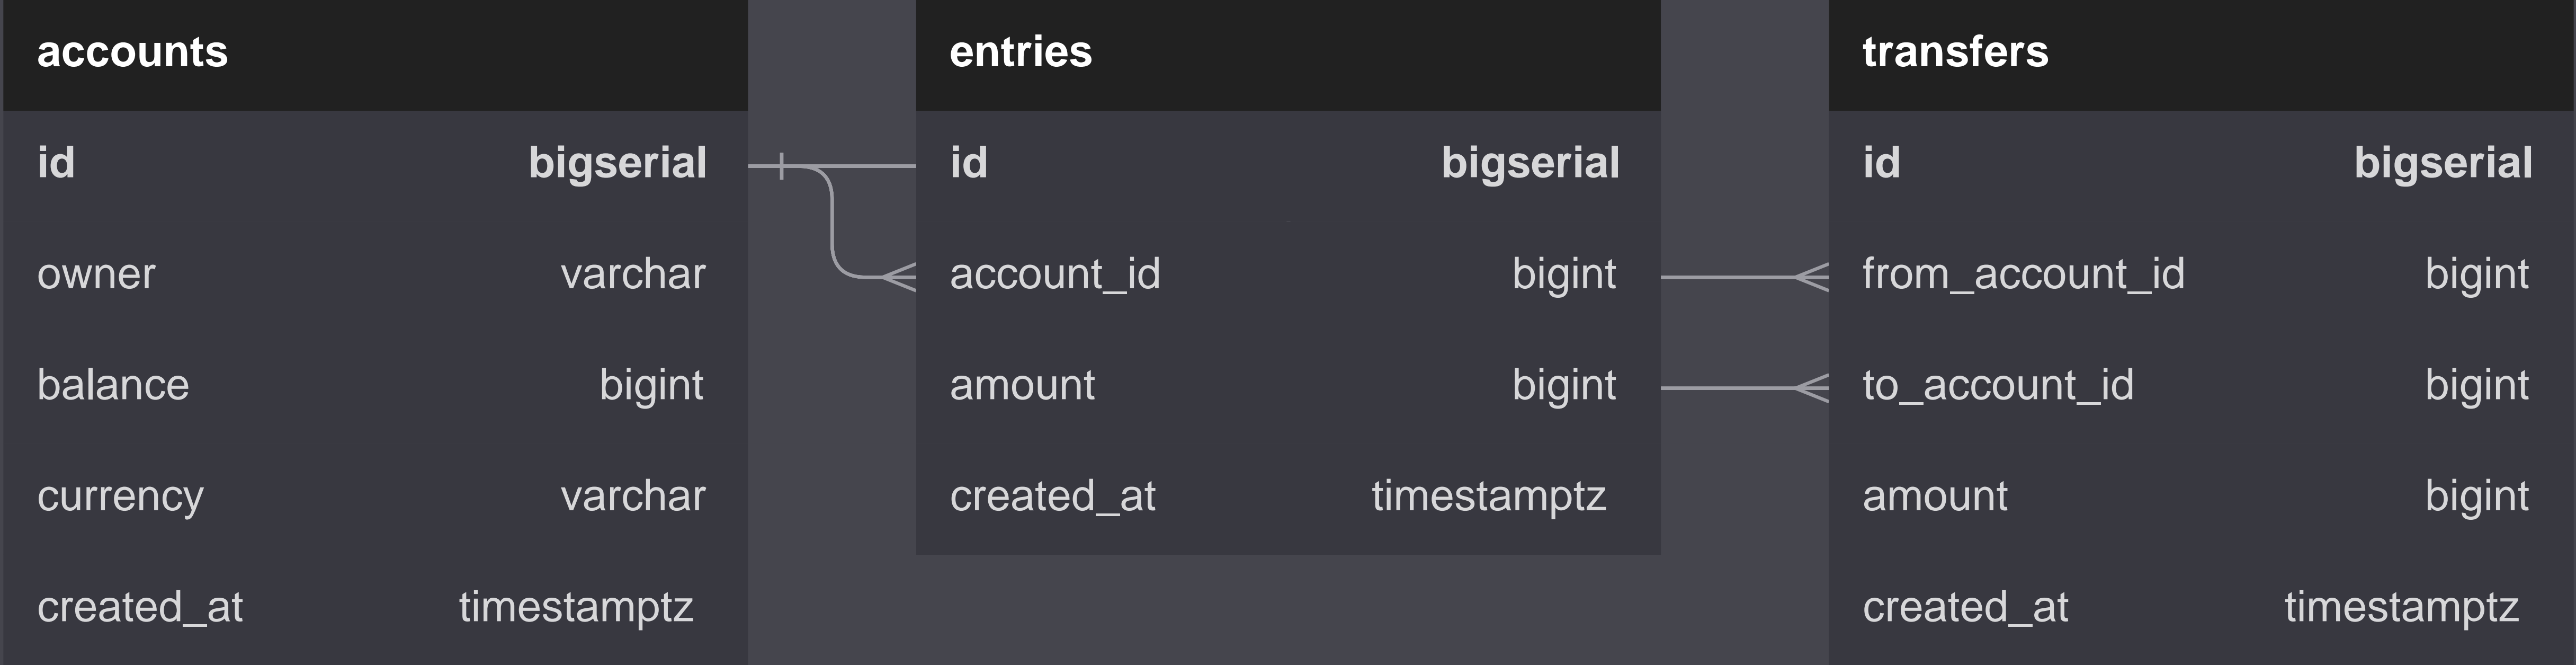 accounts
id bigserial
owner varchar
balance bigint
currency varchar
created_at timestamptz
entries
id bigserial
account_id bigint
amount bigint
created_at timestamptz
transfers
id bigserial
from_account_id bigint
to_account_id bigint
amount bigint
created_at timestamptz